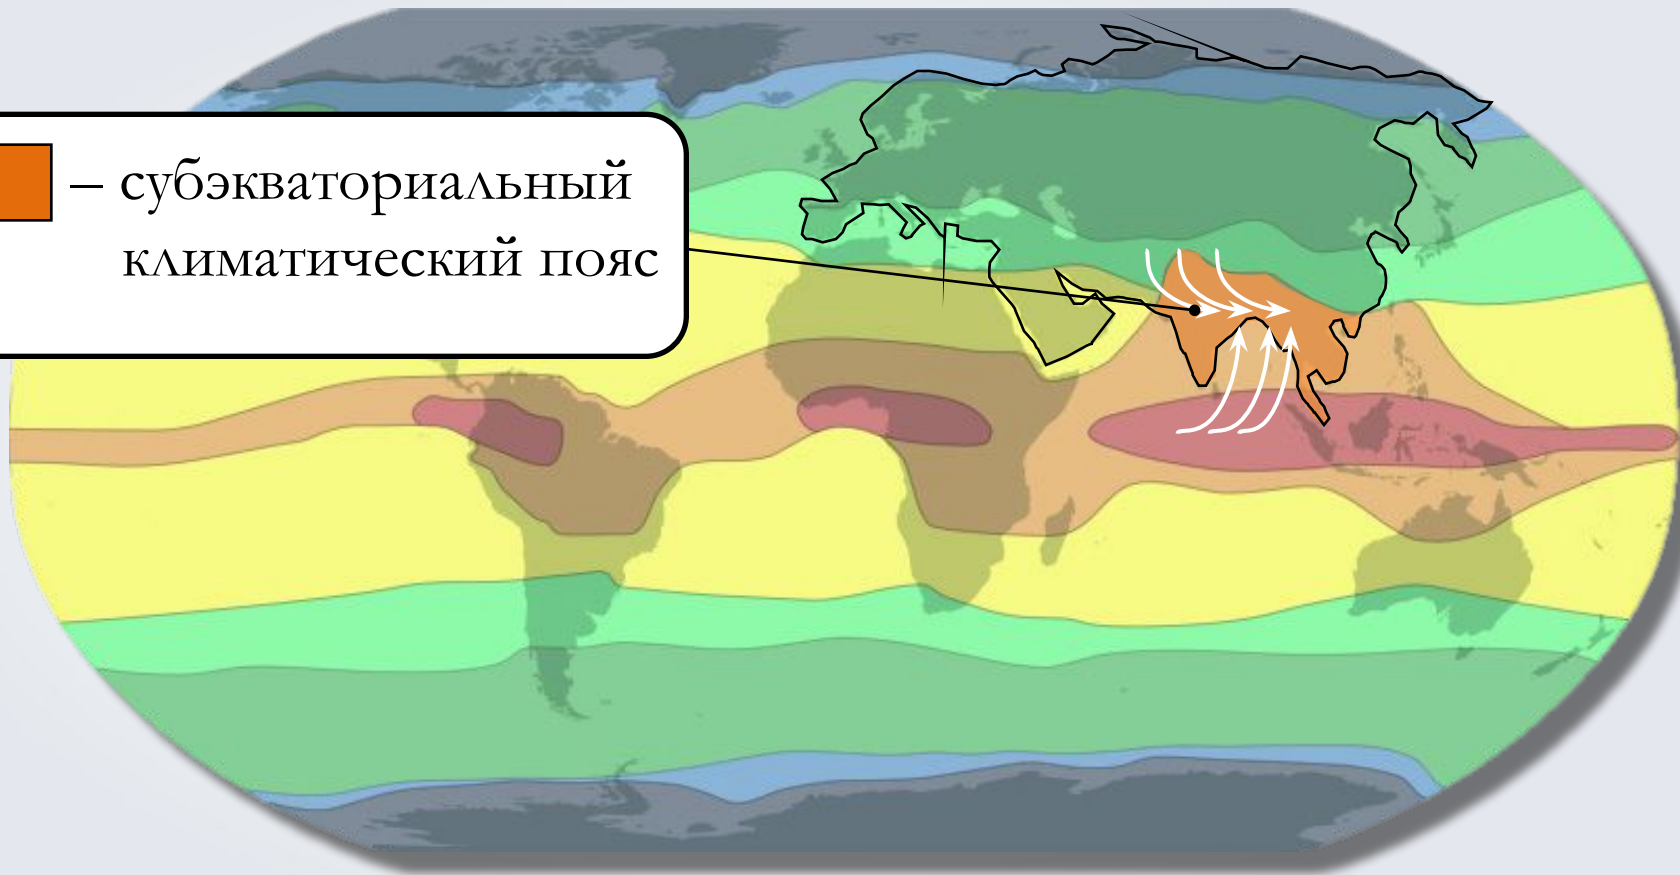 – субэкваториальный
климатический пояс